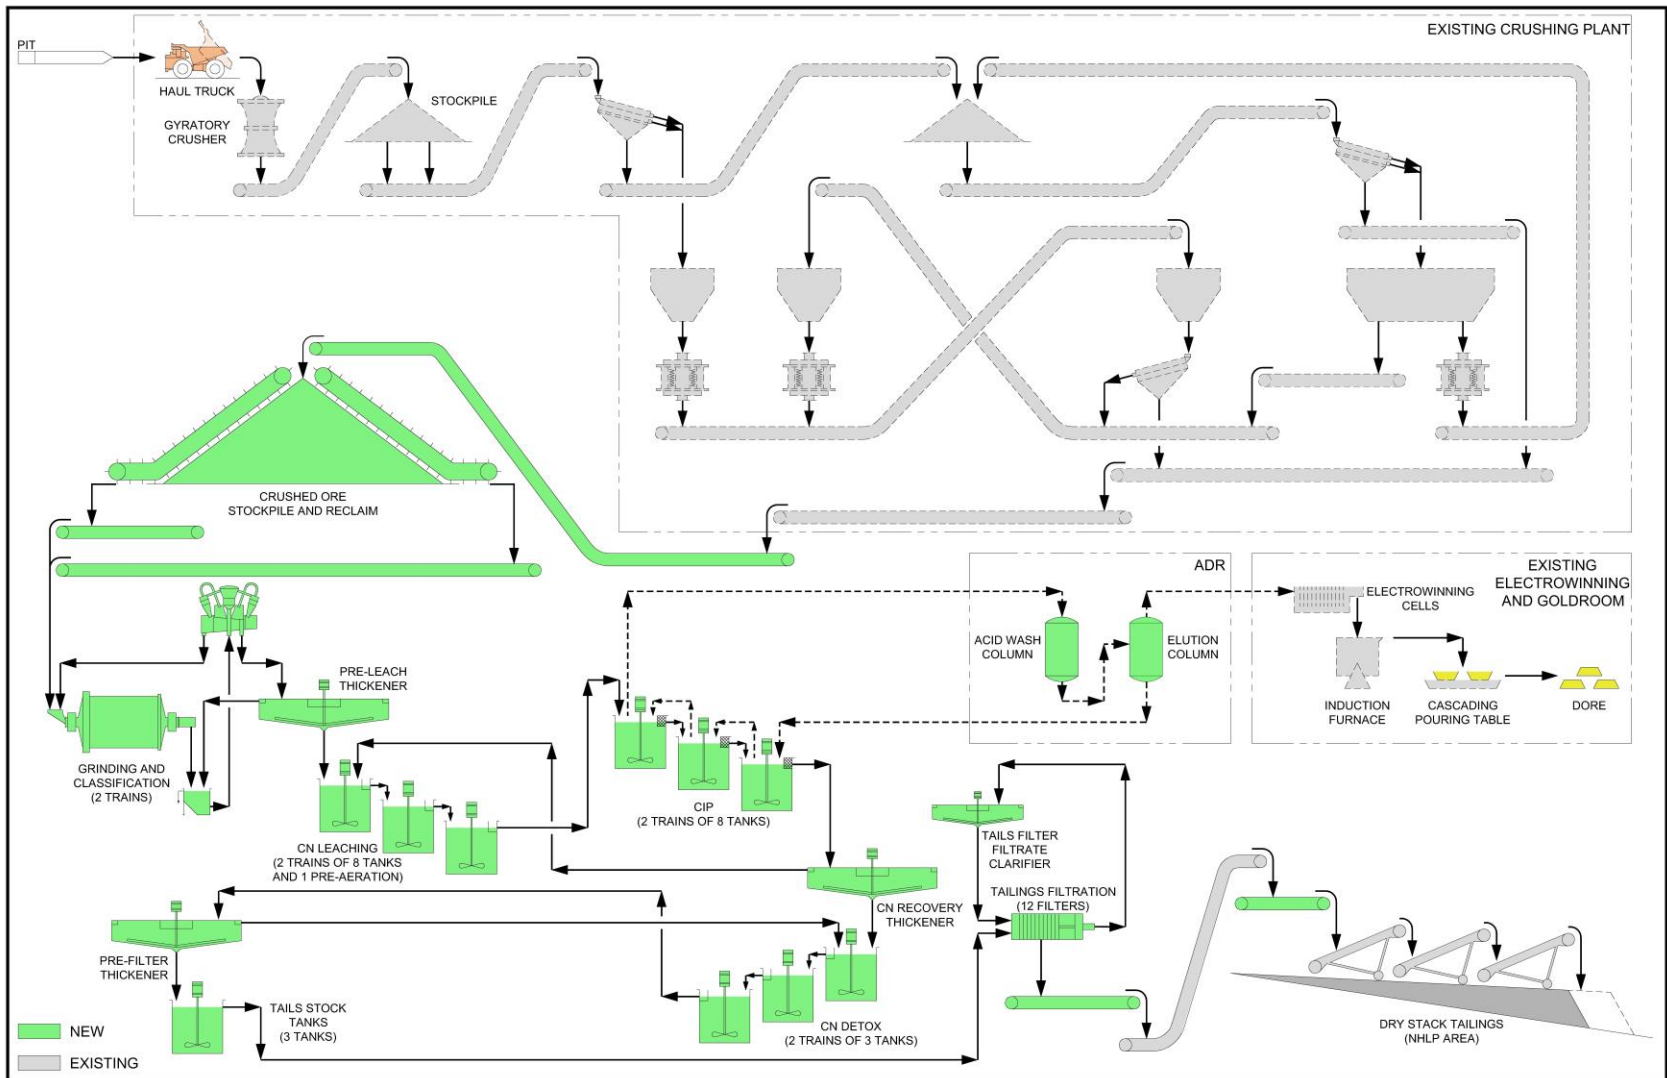 EXISTING CRUSHING PLANT
PIT
HAUL TRUCK
STOCKPILE
GYRATORY
CRUSHER
CRUSHED ORE
STOCKPILE AND RECLAIM
ADR
EXISTING
ELECTROWINNING
AND GOLDROOM
ELECTROWINNING
CELLS
ACID WASH
COLUMN
ELUTION
COLUMN
PRE-LEACH
THICKENER
INDUCTION
FURNACE
CASCADING
POURING TABLE
DORE
GRINDING AND
CLASSIFICATION
(2 TRAINS)
CIP
(2 TRAINS OF 8 TANKS)
CN LEACHING
(2 TRAINS OF 8 TANKS
AND 1 PRE-AERATION)
TAILS FILTER
FILTRATE
CLARIFIER
TAILINGS FILTRATION
(12 FILTERS)
CN RECOVERY
THICKENER
PRE-FILTER
THICKENER
TAILS STOCK
TANKS
(3 TANKS)
CN DETOX
(2 TRAINS OF 3 TANKS)
DRY STACK TAILINGS
(NHLP AREA)
NEW
EXISTING